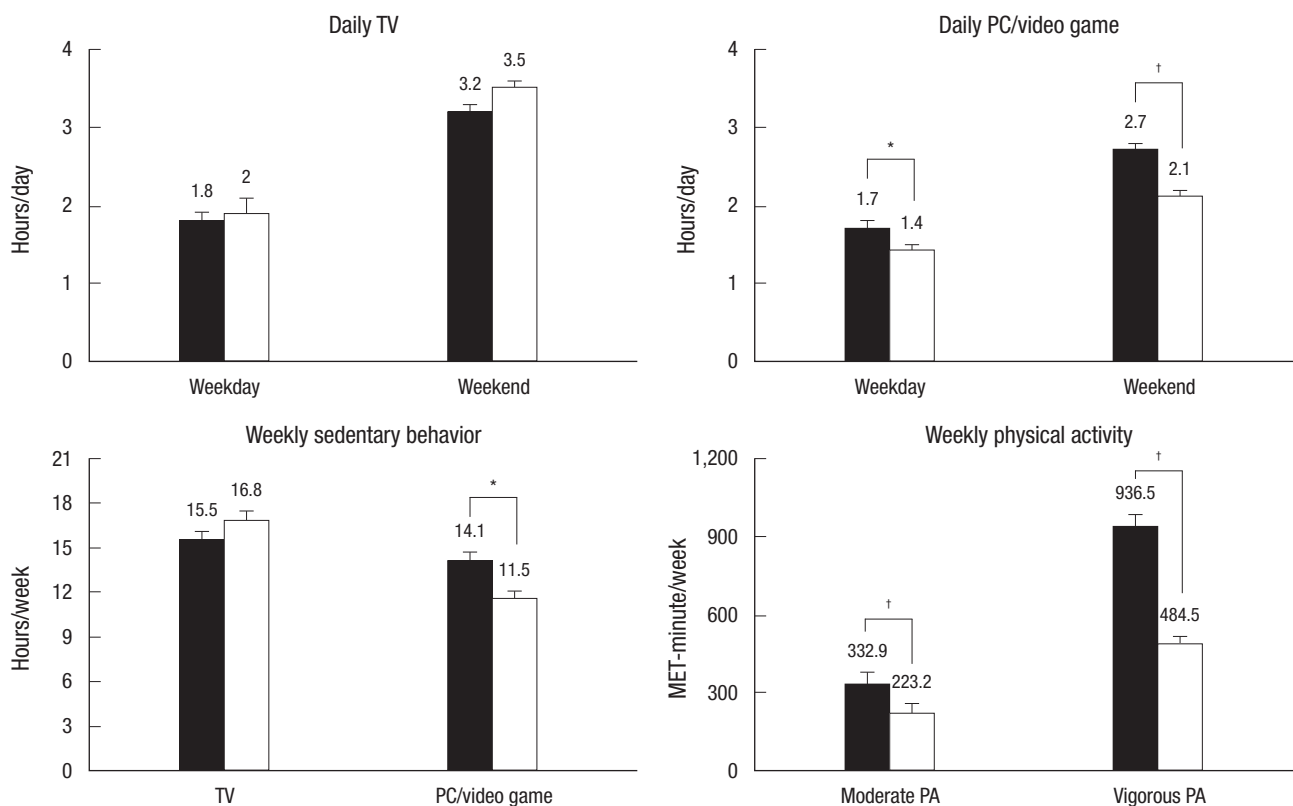 Daily TV
Hours/day
4
3
2
1
0
1.8
2
3.2
3.5
Weekday
Weekend
Daily PC/video game
Hours/day
4
3
2
1
0
1.7
*
1.4
2.7
†
2.1
Weekday
Weekend
Weekly sedentary behavior
Hours/week
21
18
15
12
9
6
3
0
15.5
16.8
14.1
*
11.5
TV
PC/video game
Weekly physical activity
MET-minute/week
1,200
900
600
300
0
332.9
†
223.2
936.5
†
484.5
Moderate PA
Vigorous PA